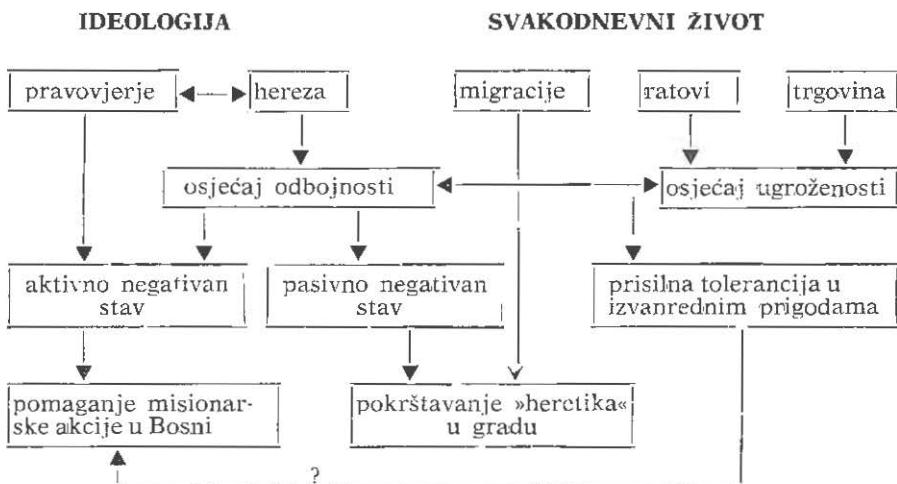 IDEOLOGIJA
SVAKODNEVNI ŽIVOT
pravovjerje
hereza
migracije
ratovi
trgovina
osjećaj odbojnosti
osjećaj ugroženosti
aktivno negativan
stav
pasivno negativan
stav
prisilna tolerancija u
izvanrednim prigodama
pomaganje misionar-
ske akcije u Bosni
pokrštavanje »heretika«
u gradu
?